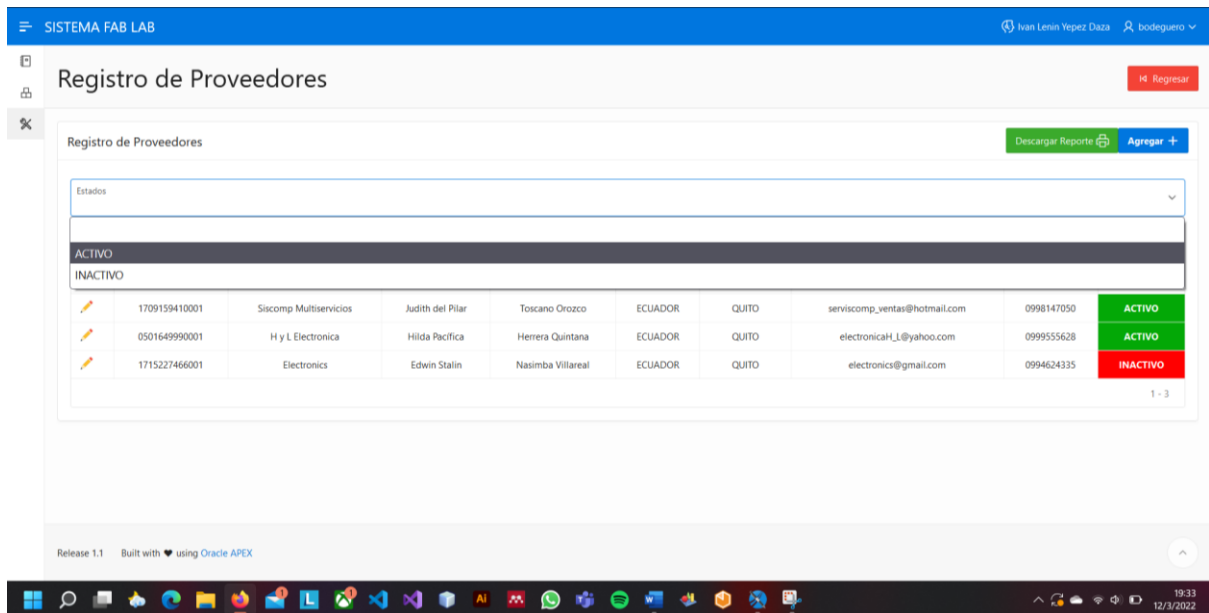 SISTEMA FAB LAB
Ivan Lenin Yepez Daza bodeguero
Registro de Proveedores
Regresar
Registro de Proveedores
Descargar Reporte Agregar +
Estados
ACTIVO
INACTIVO
1709159410001 Siscomp Multiservicios Judith del Pilar Toscano Orozco ECUADOR QUITO serviscomp_ventas@hotmail.com 0998147050 ACTIVO
0501649990001 H y L Electronica Hilda Pacífica Herrera Quintana ECUADOR QUITO electronicaH_L@yahoo.com 0999555628 ACTIVO
1715227466001 Electronics Edwin Stalin Nasimba Villareal ECUADOR QUITO electronics@gmail.com 0994624335 INACTIVO
1 - 3
Release 1.1 Built with ♥ using Oracle APEX
19:33
12/3/2022